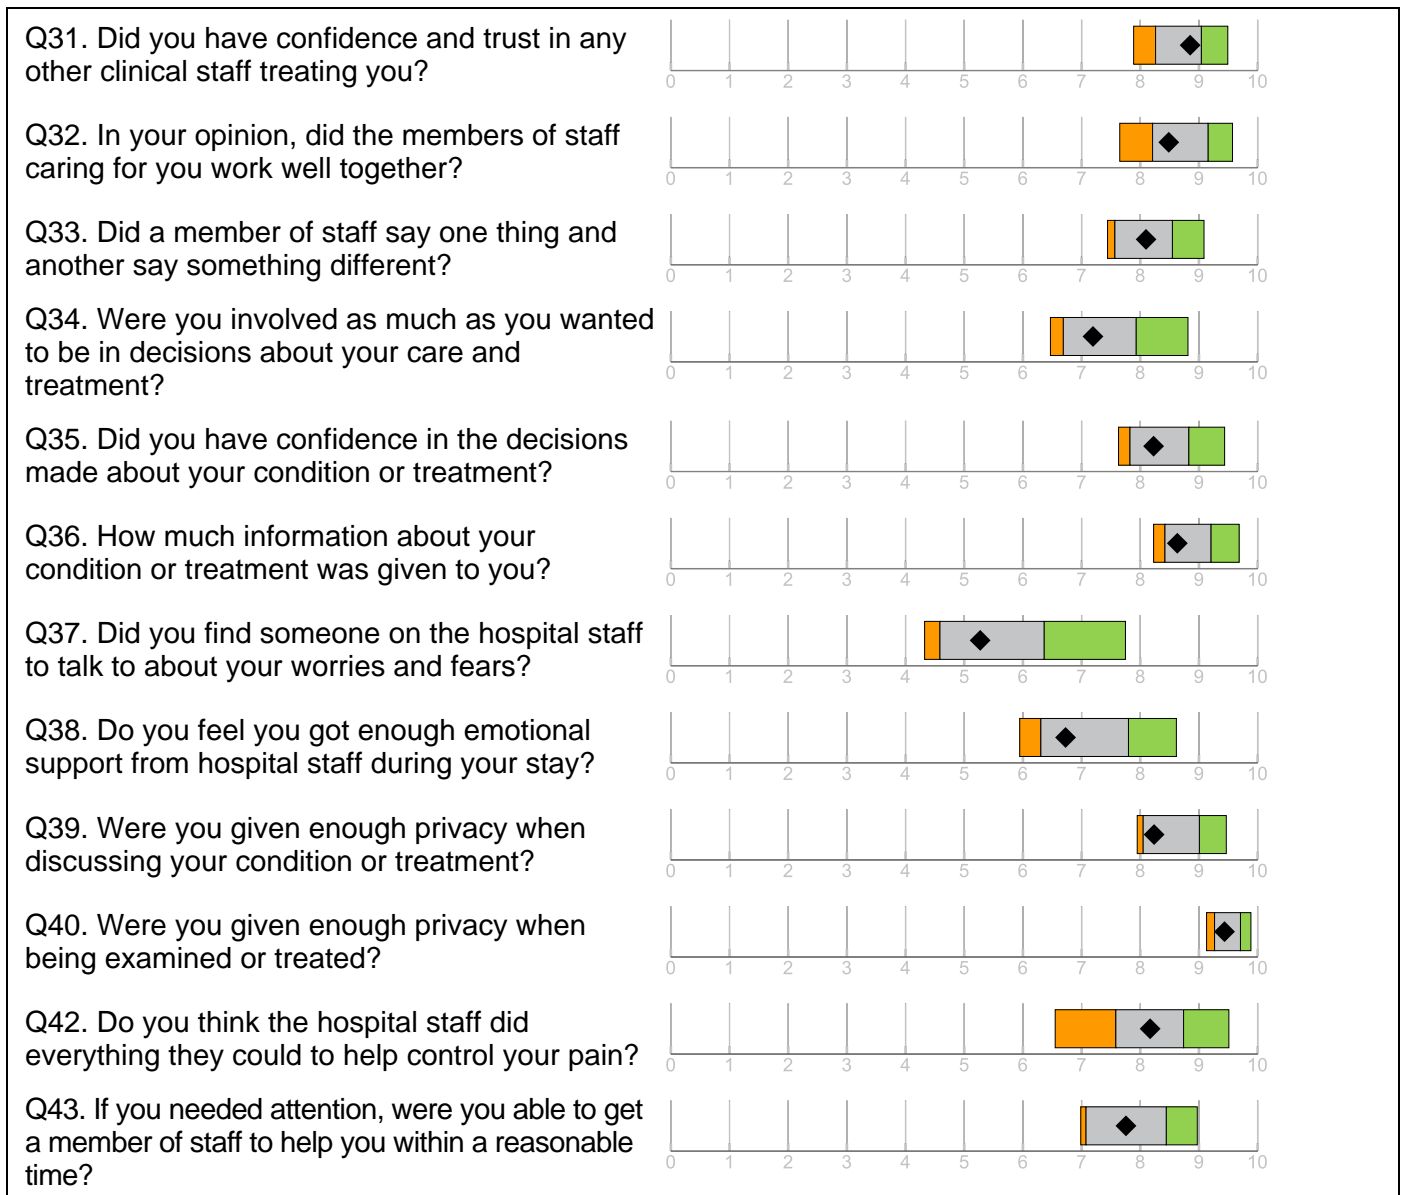 Q31. Did you have confidence and trust in any
other clinical staff treating you?
0 1 2 3 4 5 6 7 8 9 10
Q32. In your opinion, did the members of staff
caring for you work well together?
0 1 2 3 4 5 6 7 8 9 10
Q33. Did a member of staff say one thing and
another say something different?
0 1 2 3 4 5 6 7 8 9 10
Q34. Were you involved as much as you wanted
to be in decisions about your care and
treatment?
0 1 2 3 4 5 6 7 8 9 10
Q35. Did you have confidence in the decisions
made about your condition or treatment?
0 1 2 3 4 5 6 7 8 9 10
Q36. How much information about your
condition or treatment was given to you?
0 1 2 3 4 5 6 7 8 9 10
Q37. Did you find someone on the hospital staff
to talk to about your worries and fears?
0 1 2 3 4 5 6 7 8 9 10
Q38. Do you feel you got enough emotional
support from hospital staff during your stay?
0 1 2 3 4 5 6 7 8 9 10
Q39. Were you given enough privacy when
discussing your condition or treatment?
0 1 2 3 4 5 6 7 8 9 10
Q40. Were you given enough privacy when
being examined or treated?
0 1 2 3 4 5 6 7 8 9 10
Q42. Do you think the hospital staff did
everything they could to help control your pain?
0 1 2 3 4 5 6 7 8 9 10
Q43. If you needed attention, were you able to get
a member of staff to help you within a reasonable
time?
0 1 2 3 4 5 6 7 8 9 10